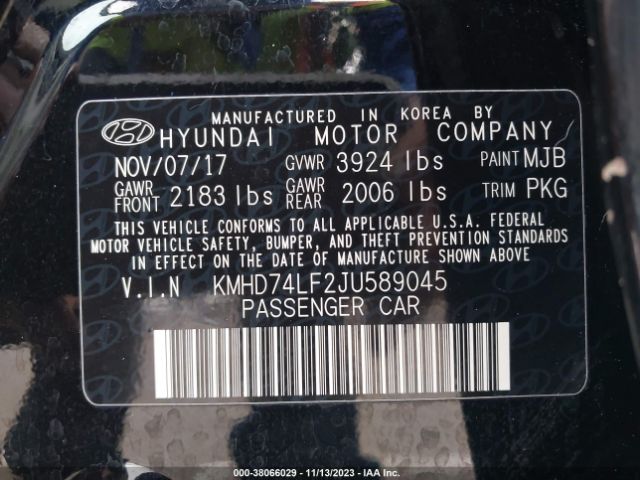 MANUFACTURED IN KOREA BY
HYUNDAI MOTOR COMPANY
NOV/07/17 GVWR 3924 lbs PAINT MJB
GAWR FRONT 2183 lbs GAWR REAR 2006 lbs TRIM PKG
THIS VEHICLE CONFORMS TO ALL APPLICABLE U.S.A. FEDERAL
MOTOR VEHICLE SAFETY, BUMPER, AND THEFT PREVENTION STANDARDS
IN EFFECT ON THE DATE OF MANUFACTURE SHOWN ABOVE
V.I.N KMHD74LF2JU589045
PASSENGER CAR
000-38066029 - 11/13/2023 - IAA Inc.